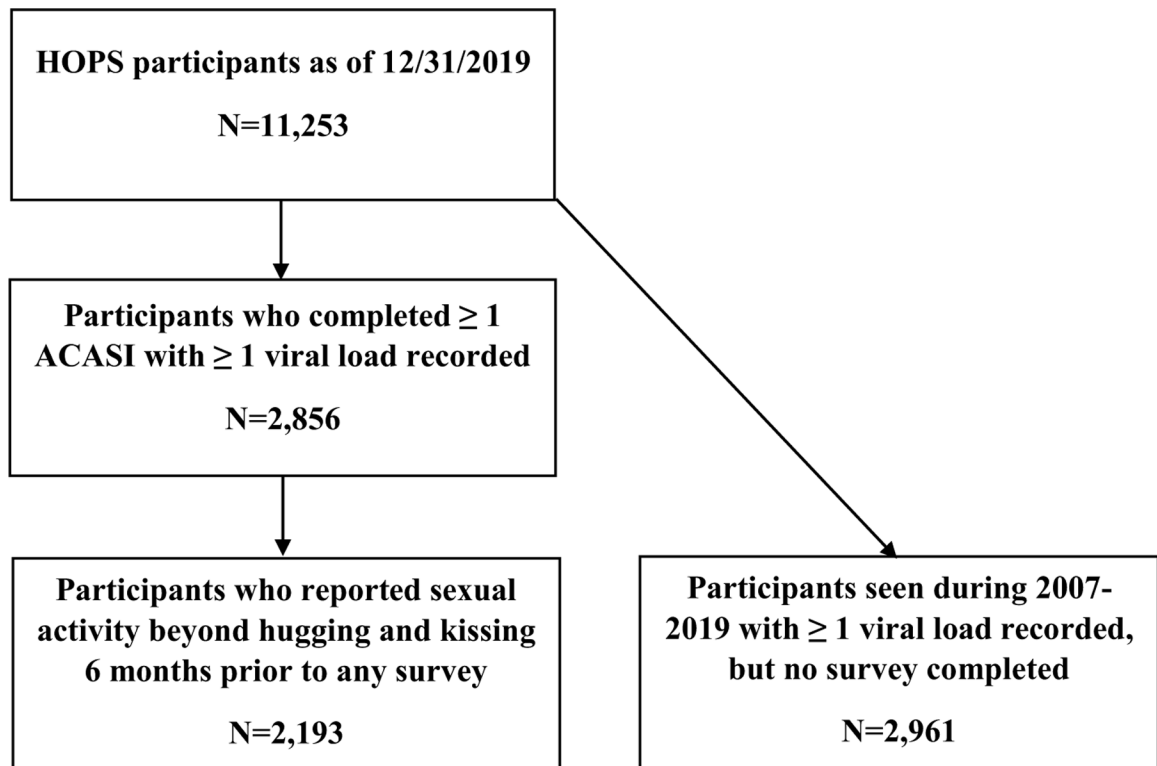 HOPS participants as of 12/31/2019
N=11,253
Participants who completed ≥ 1
ACASI with ≥ 1 viral load recorded
N=2,856
Participants who reported sexual
activity beyond hugging and kissing
6 months prior to any survey
N=2,193
Participants seen during 2007-
2019 with ≥ 1 viral load recorded,
but no survey completed
N=2,961